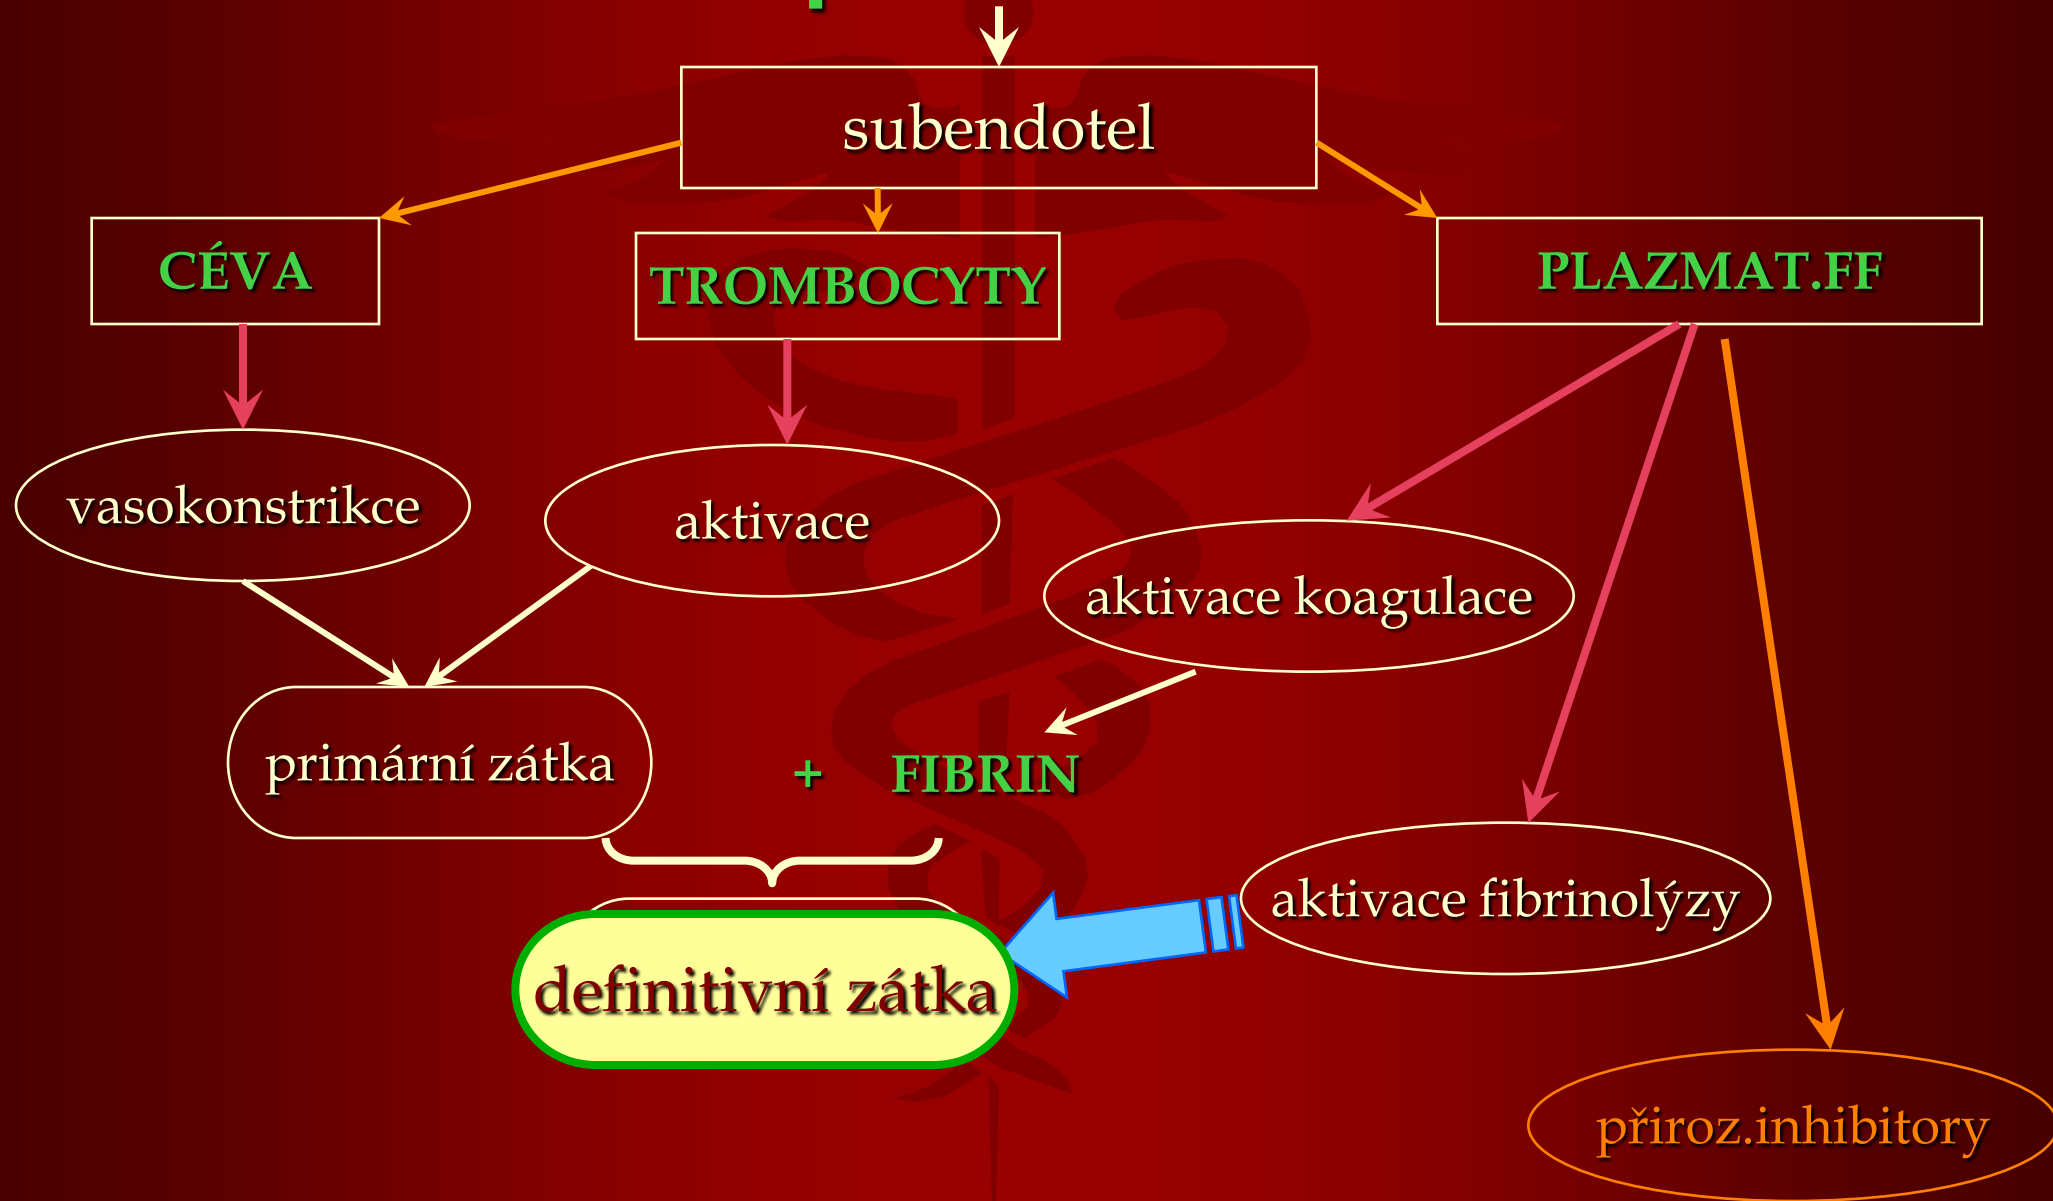 subendotel
CÉVA
TROMBOCYTY
PLAZMAT.FF
vasokonstrikce
aktivace
aktivace koagulace
primární zátka
+ FIBRIN
aktivace fibrinolýzy
definitivní zátka
přiroz.inhibitory